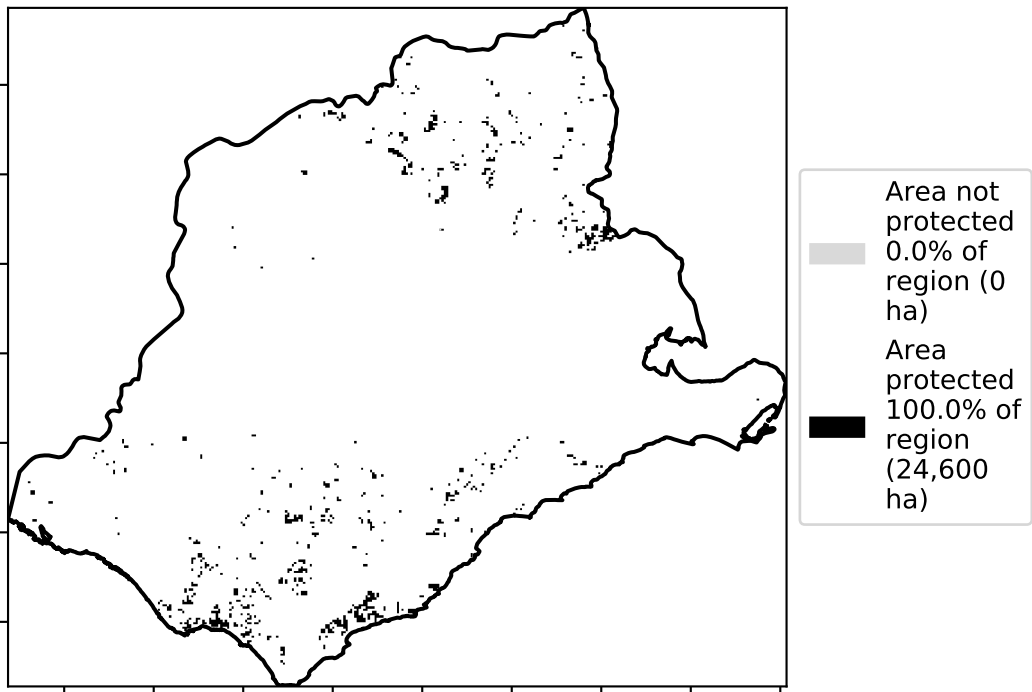 Area not
protected
0.0% of
region (0
ha)
Area
protected
100.0% of
region
(24,600
ha)